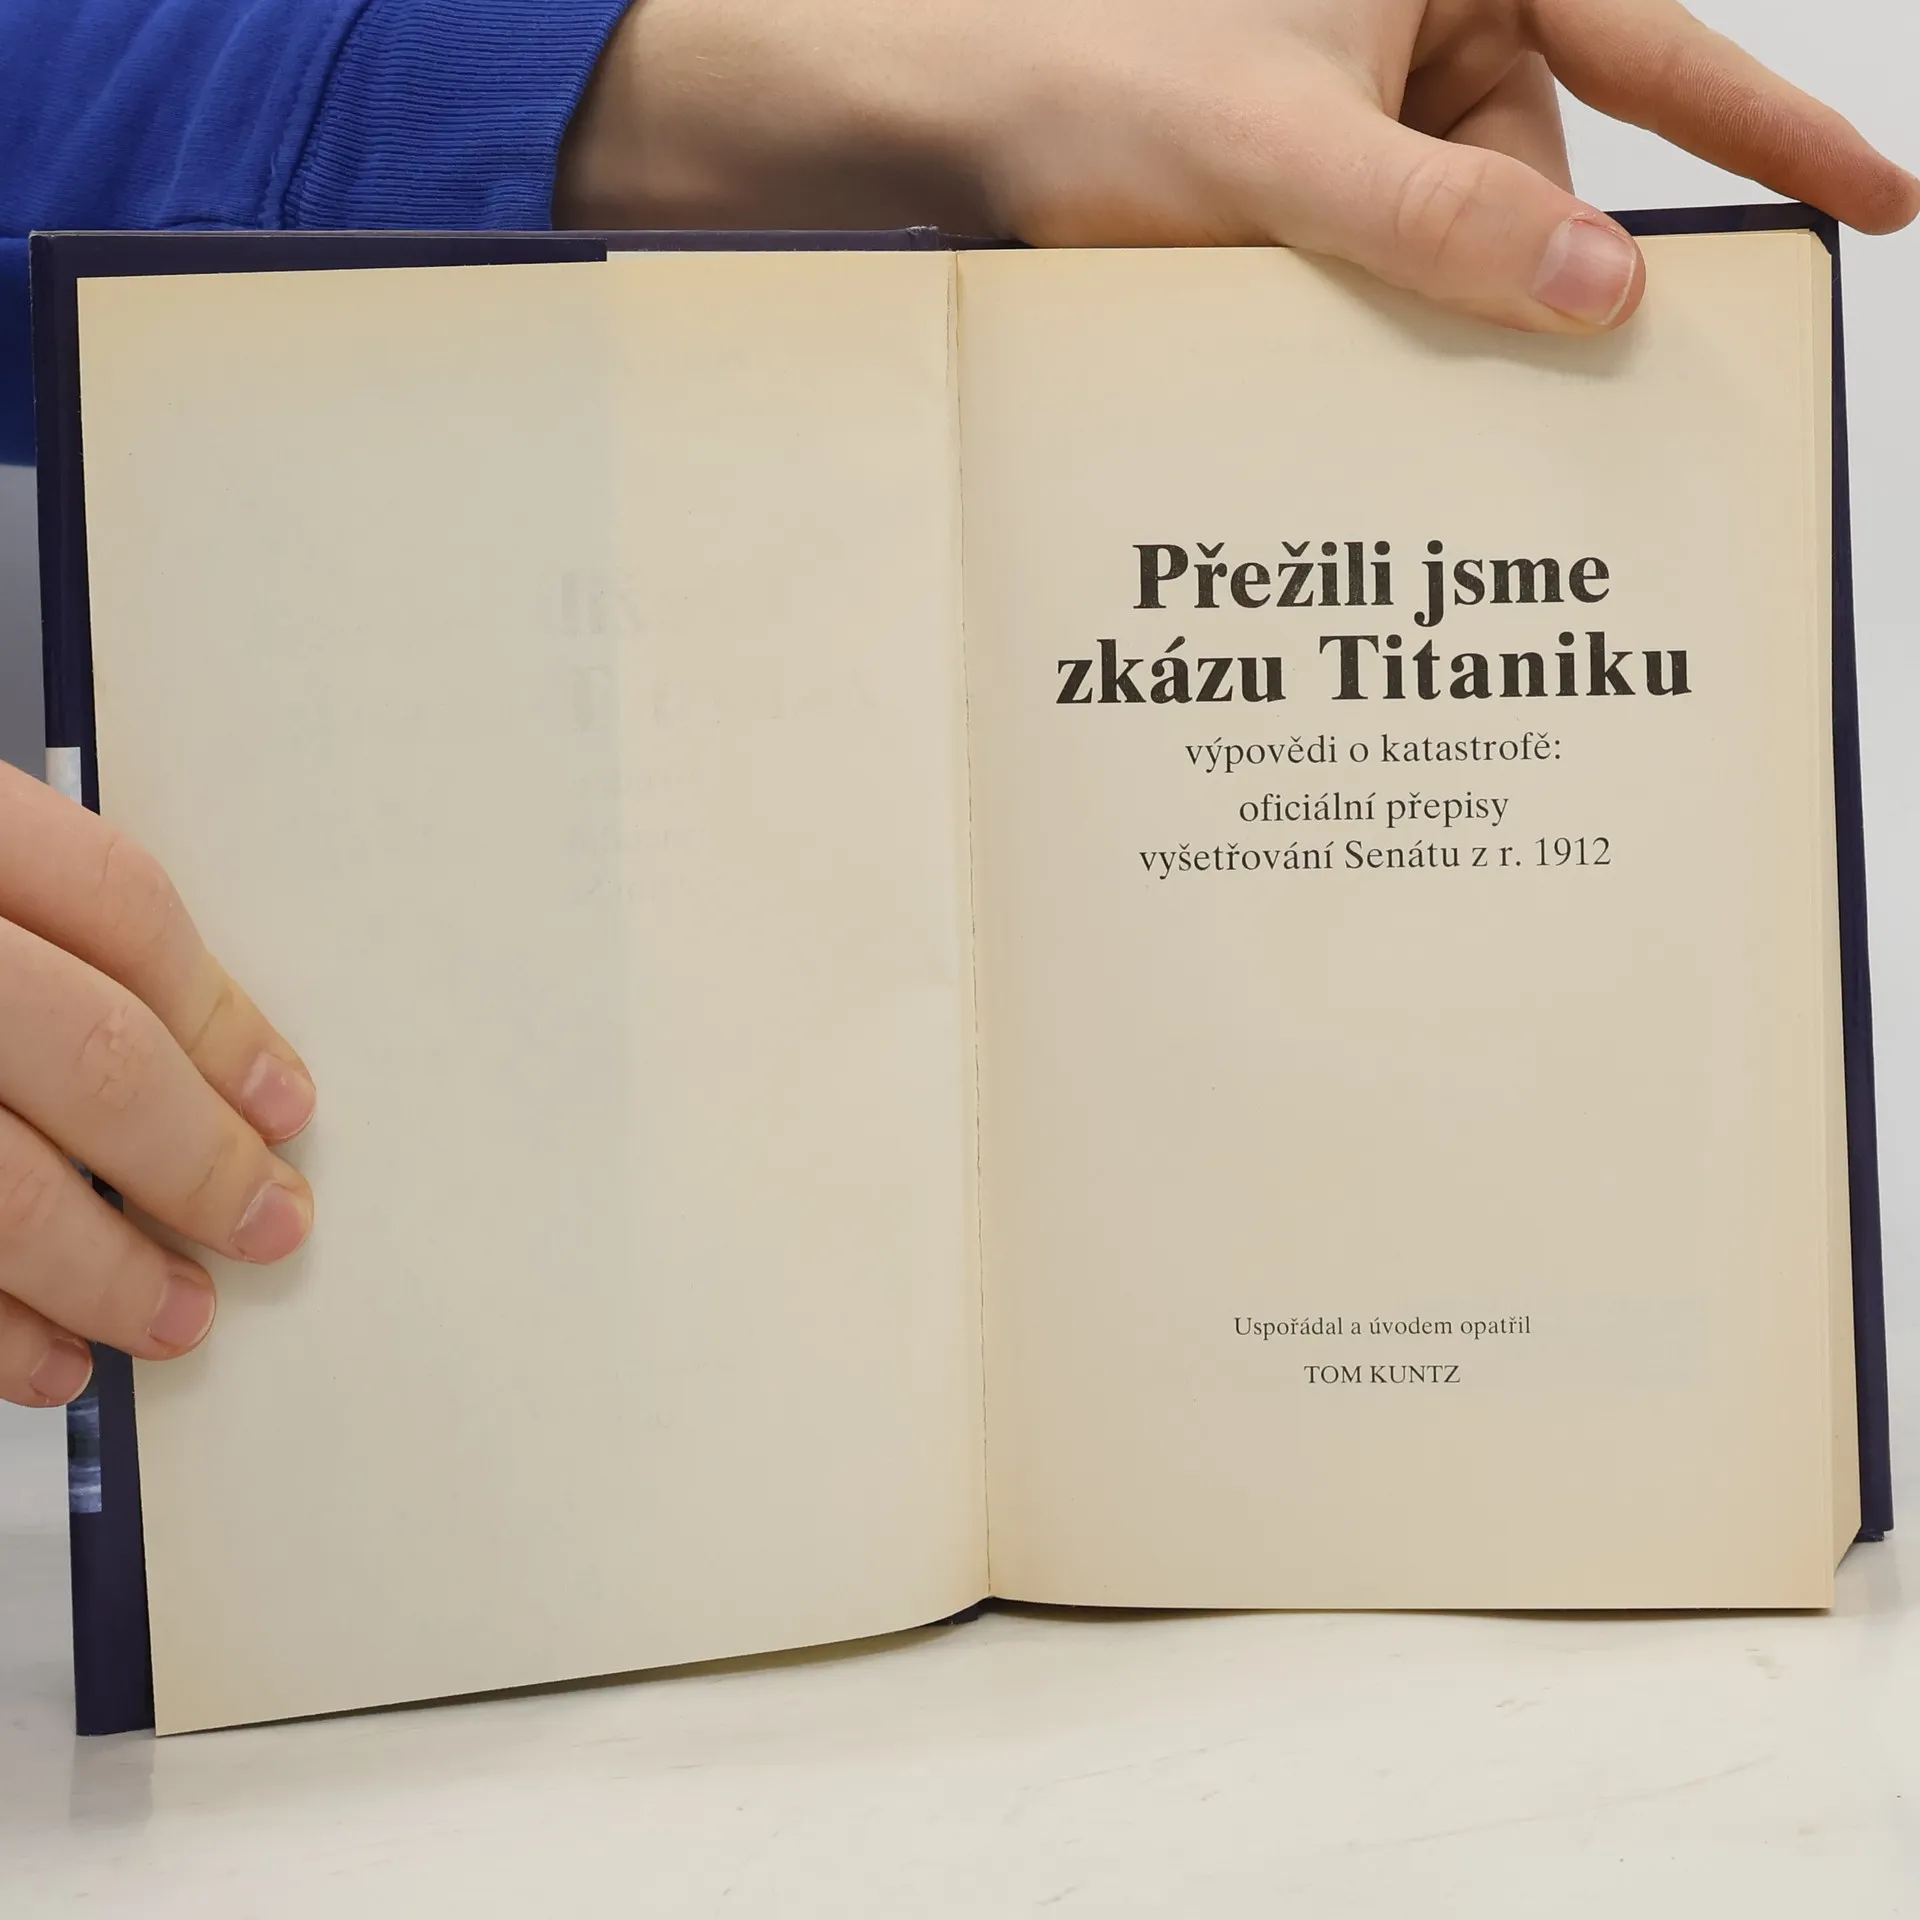 Přežili jsme
zkázu Titaniku
výpovědi o katastrofě:
oficiální přepisy
vyšetřování Senátu z r. 1912
Uspořádal a úvodem opatřil
TOM KUNTZ